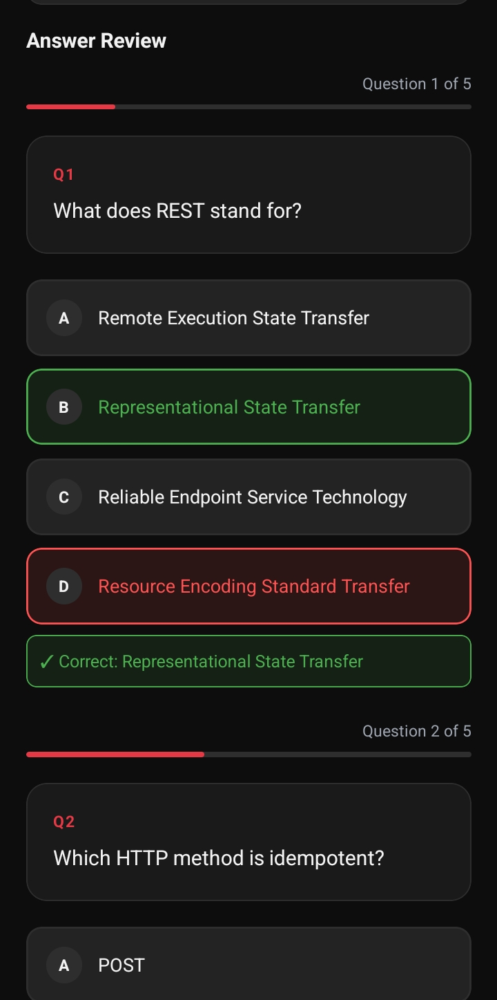 Answer Review
Question 1 of 5
Q1
What does REST stand for?
A Remote Execution State Transfer
B Representational State Transfer
C Reliable Endpoint Service Technology
D Resource Encoding Standard Transfer
✓ Correct: Representational State Transfer
Question 2 of 5
Q2
Which HTTP method is idempotent?
A POST